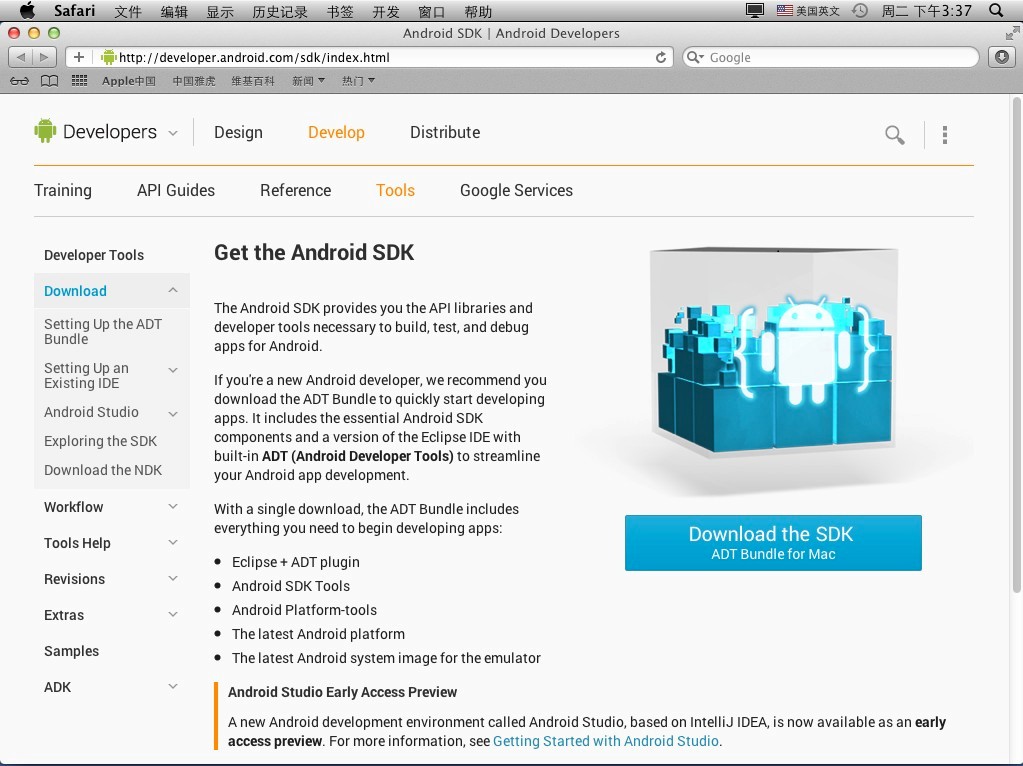 Safari 文件 编辑 显示 历史记录 书签 开发 窗口 帮助 美国英文 周二 下午3:37
Android SDK | Android Developers
http://developer.android.com/sdk/index.html Google
Apple中国 中国雅虎 维基百科 新闻 热门
Developers Design Develop Distribute
Training API Guides Reference Tools Google Services
Developer Tools
Download
Setting Up the ADT
Bundle
Setting Up an
Existing IDE
Android Studio
Exploring the SDK
Download the NDK
Workflow
Tools Help
Revisions
Extras
Samples
ADK
Get the Android SDK
The Android SDK provides you the API libraries and
developer tools necessary to build, test, and debug
apps for Android.
If you're a new Android developer, we recommend you
download the ADT Bundle to quickly start developing
apps. It includes the essential Android SDK
components and a version of the Eclipse IDE with
built-in ADT (Android Developer Tools) to streamline
your Android app development.
With a single download, the ADT Bundle includes
everything you need to begin developing apps:
• Eclipse + ADT plugin
• Android SDK Tools
• Android Platform-tools
• The latest Android platform
• The latest Android system image for the emulator
Download the SDK
ADT Bundle for Mac
Android Studio Early Access Preview
A new Android development environment called Android Studio, based on IntelliJ IDEA, is now available as an early
access preview. For more information, see Getting Started with Android Studio.